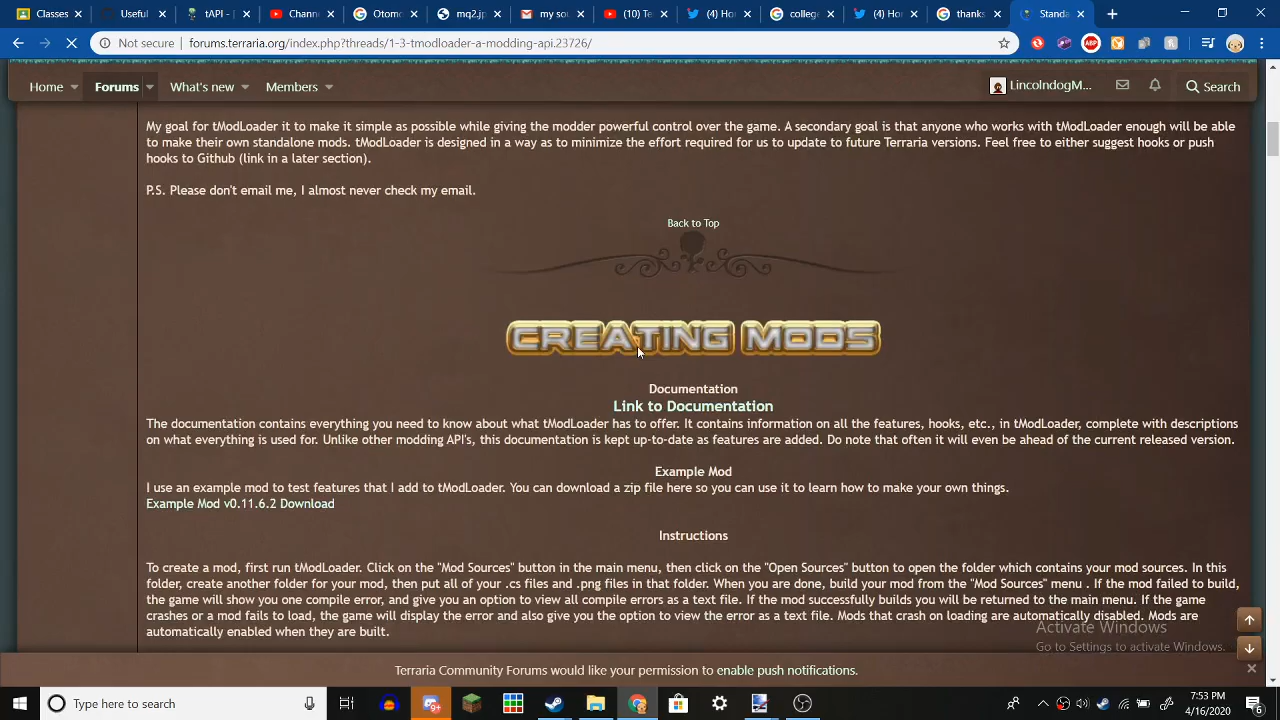 Classes
tAPI -
Channe
Otomo
mq2.jp
my sou
(10) Te
(4) Ho
college
(4) Ho
thanks
Standa
Not secure
forums.terraria.org/index.php?threads/1-3-tmodloader-a-modding-api.23726/
ABP
Home
Forums
What's new
Members
LincolndogM...
Search
My goal for tModLoader it to make it simple as possible while giving the modder powerful control over the game. A secondary goal is that anyone who works with tModLoader enough will be able
to make their own standalone mods. tModLoader is designed in a way as to minimize the effort required for us to update to future Terraria versions. Feel free to either suggest hooks or push
hooks to Github (link in a later section).
P.S. Please don't email me, I almost never check my email.
Back to Top
CREATING MODS
Documentation
Link to Documentation
The documentation contains everything you need to know about what tModLoader has to offer. It contains information on all the features, hooks, etc., in tModLoader, complete with descriptions
on what everything is used for. Unlike other modding API's, this documentation is kept up-to-date as features are added. Do note that often it will even be ahead of the current released version.
Example Mod
I use an example mod to test features that I add to tModLoader. You can download a zip file here so you can use it to learn how to make your own things.
Example Mod v0.11.6.2 Download
Instructions
To create a mod, first run tModLoader. Click on the "Mod Sources" button in the main menu, then click on the "Open Sources" button to open the folder which contains your mod sources. In this
folder, create another folder for your mod, then put all of your .cs files and .png files in that folder. When you are done, build your mod from the "Mod Sources" menu . If the mod failed to build,
the game will show you one compile error, and give you an option to view all compile errors as a text file. If the mod successfully builds you will be returned to the main menu. If the game
crashes or a mod fails to load, the game will display the error and also give you the option to view the error as a text file. Mods that crash on loading are automatically disabled. Mods are
automatically enabled when they are built.
Activate Windows
Go to Settings to activate Windows.
Terraria Community Forums would like your permission to enable push notifications.
Type here to search
9+
7:53 PM
4/16/2020
6